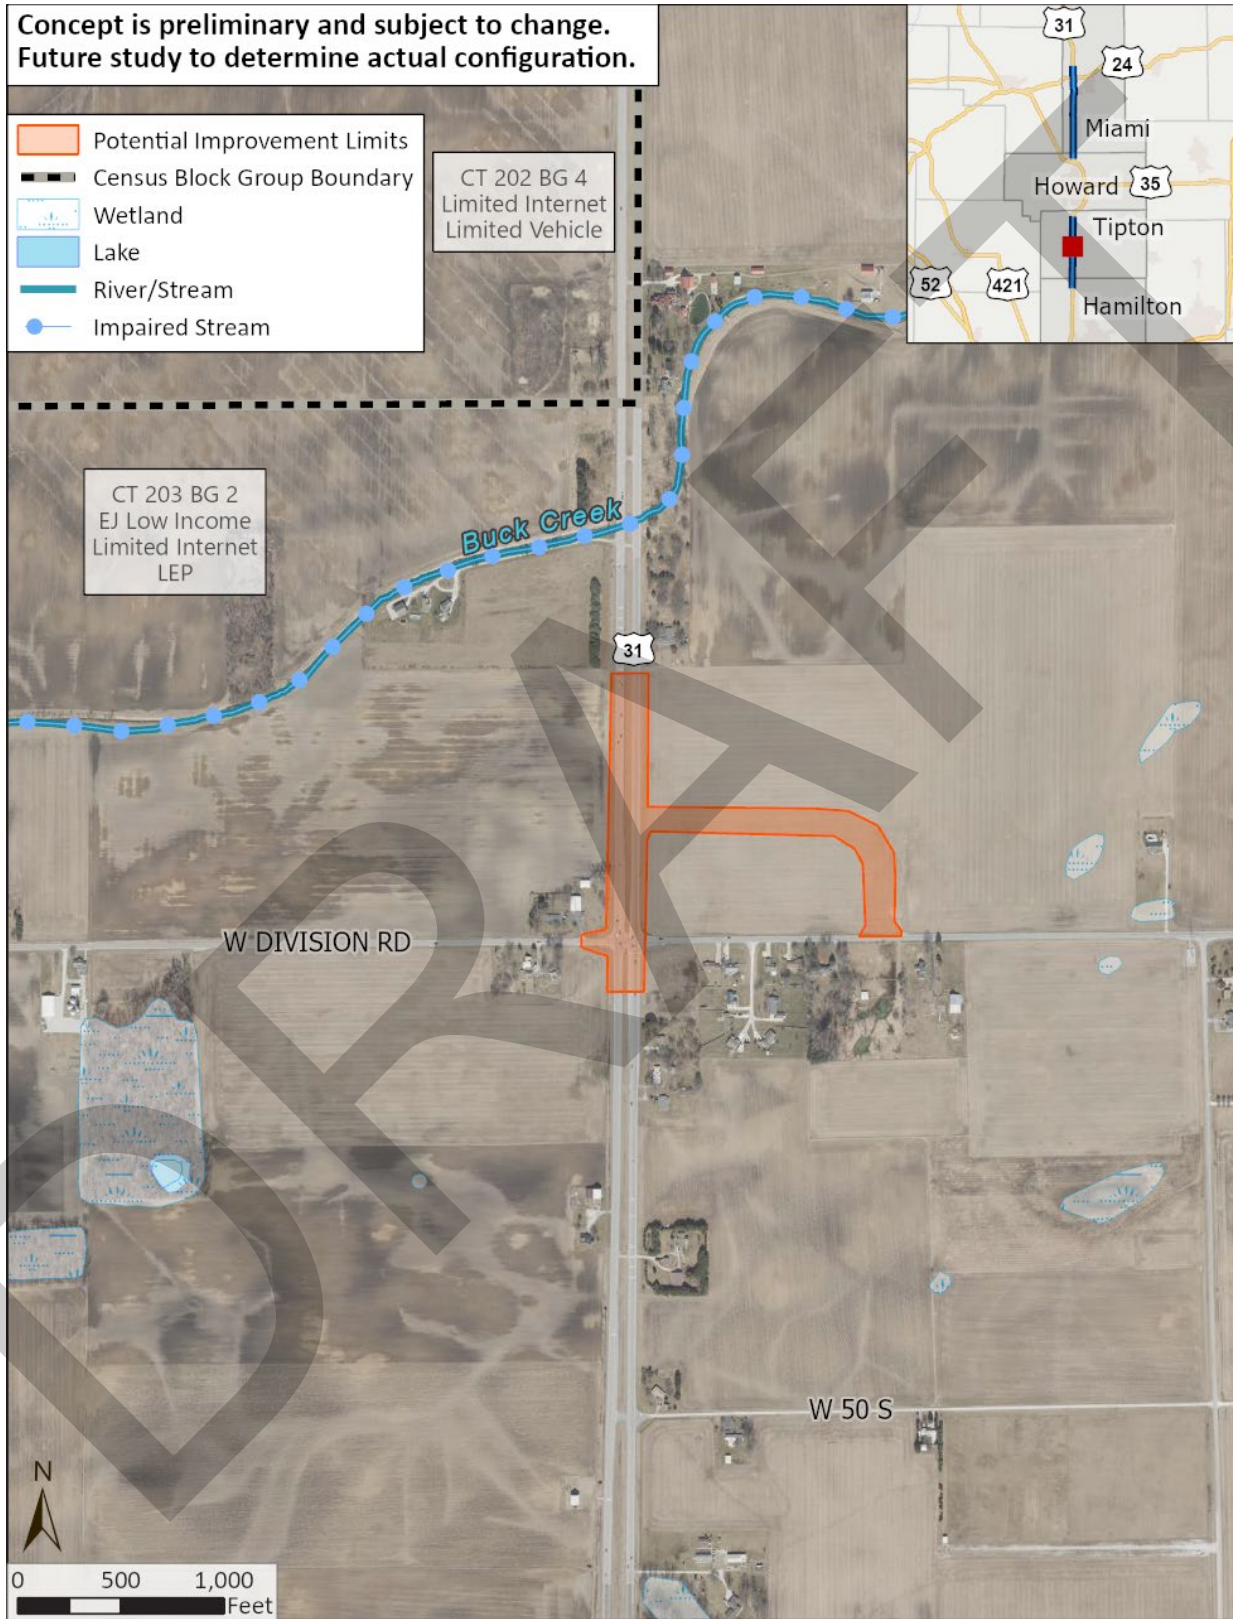 Concept is preliminary and subject to change.
Future study to determine actual configuration.
Potential Improvement Limits
Census Block Group Boundary
Wetland
Lake
River/Stream
Impaired Stream
CT 202 BG 4
Limited Internet
Limited Vehicle
31
24
Miami
Howard
35
Tipton
52
421
Hamilton
CT 203 BG 2
EJ Low Income
Limited Internet
LEP
Buck Creek
31
W DIVISION RD
W 50 S
DRAFT
N
0 500 1,000
Feet